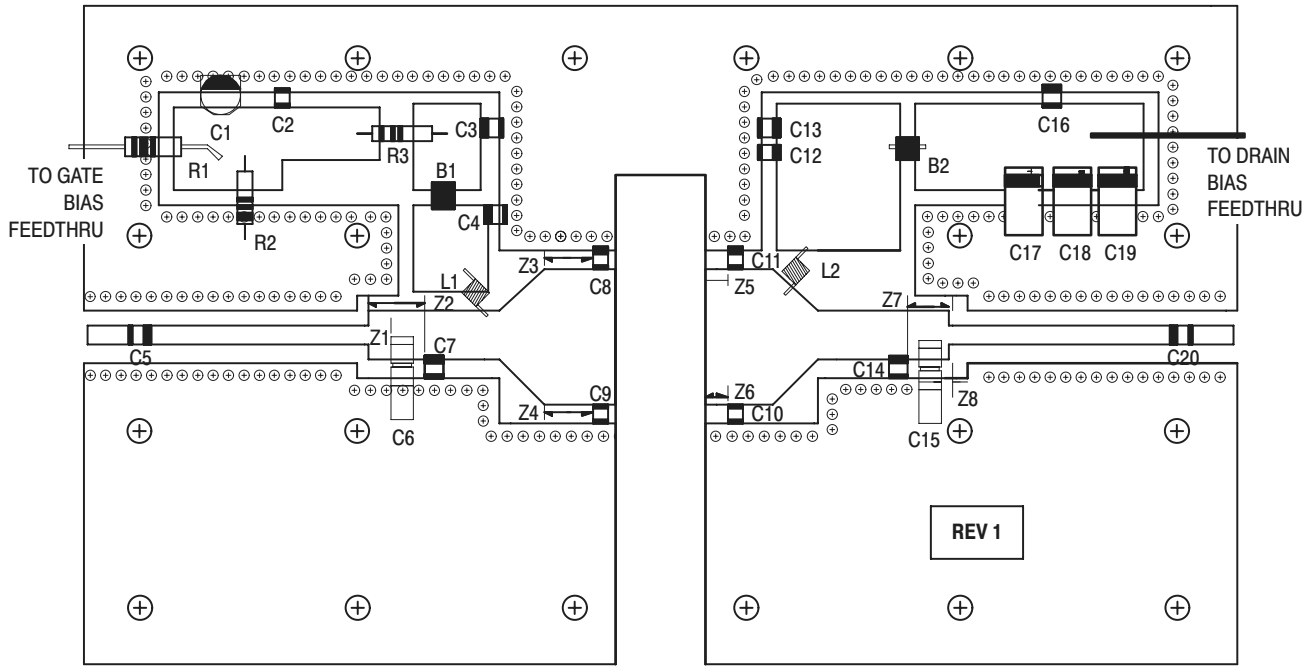 C1
C2
R1
R3
C3
B1
R2
C4
TO GATE
BIAS
FEEDTHRU
C13
C12
B2
C16
TO DRAIN
BIAS
FEEDTHRU
C17
C18
C19
Z3
C8
C11
L2
L1
Z2
Z5
Z7
Z1
C7
C5
C14
C20
C9
Z4
Z6
C10
Z8
C6
C15
REV 1